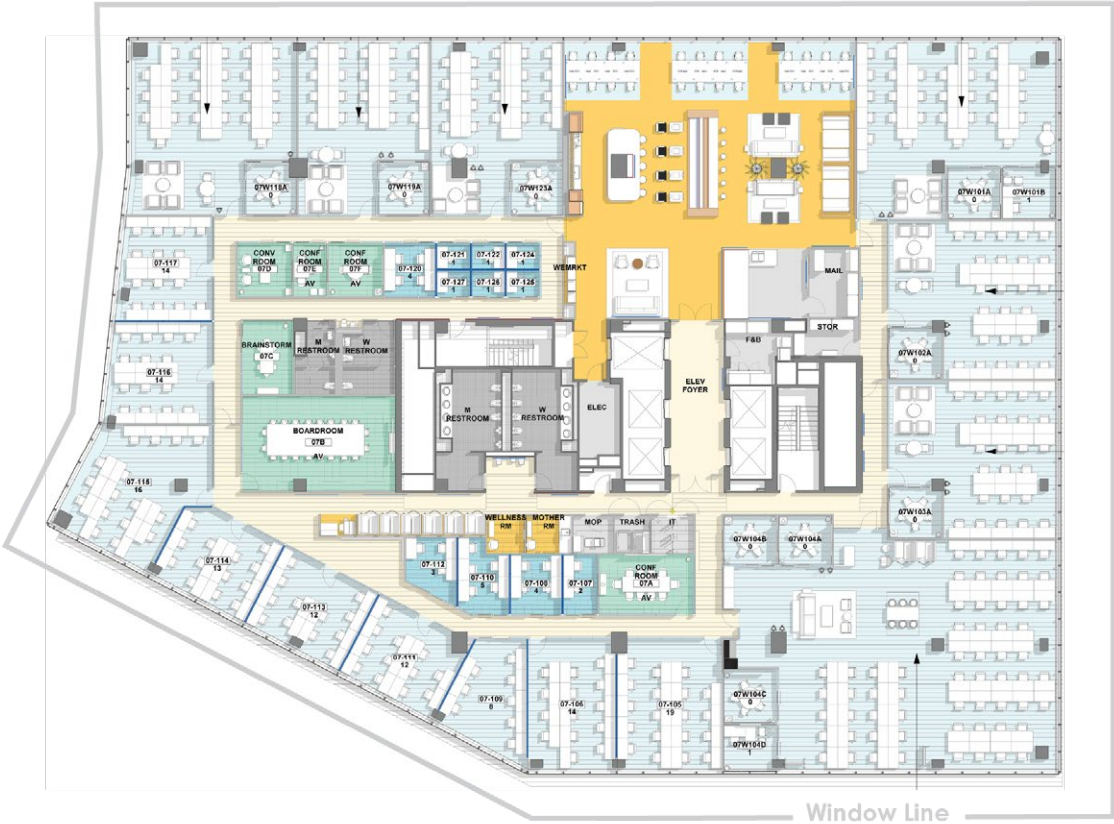 07W118A
0
07W119A
0
07W123A
0
07W101A
0
07W101B
1
CONV
ROOM
07D
CONF
ROOM
07E
AV
CONF
ROOM
07F
AV
07-120
4
07-121
1
07-122
1
07-124
1
07-127
1
07-126
1
07-125
1
WEMRKT
MAIL
STOR
F&B
07-117
14
07-116
14
BRAINSTORM
07C
M
RESTROOM
W
RESTROOM
BOARDROOM
07B
AV
M
RESTROOM
W
RESTROOM
ELEC
ELEV
FOYER
07W102A
0
07W103A
0
07W104B
0
07W104A
0
WELLNESS
RM
MOTHER
RM
MOP
TRASH
IT
07-115
16
07-114
13
07-113
12
07-111
12
07-112
3
07-110
5
07-108
4
07-107
2
CONF
ROOM
07A
AV
07-109
8
07-106
14
07-105
19
07W104C
0
07W104D
1
Window Line